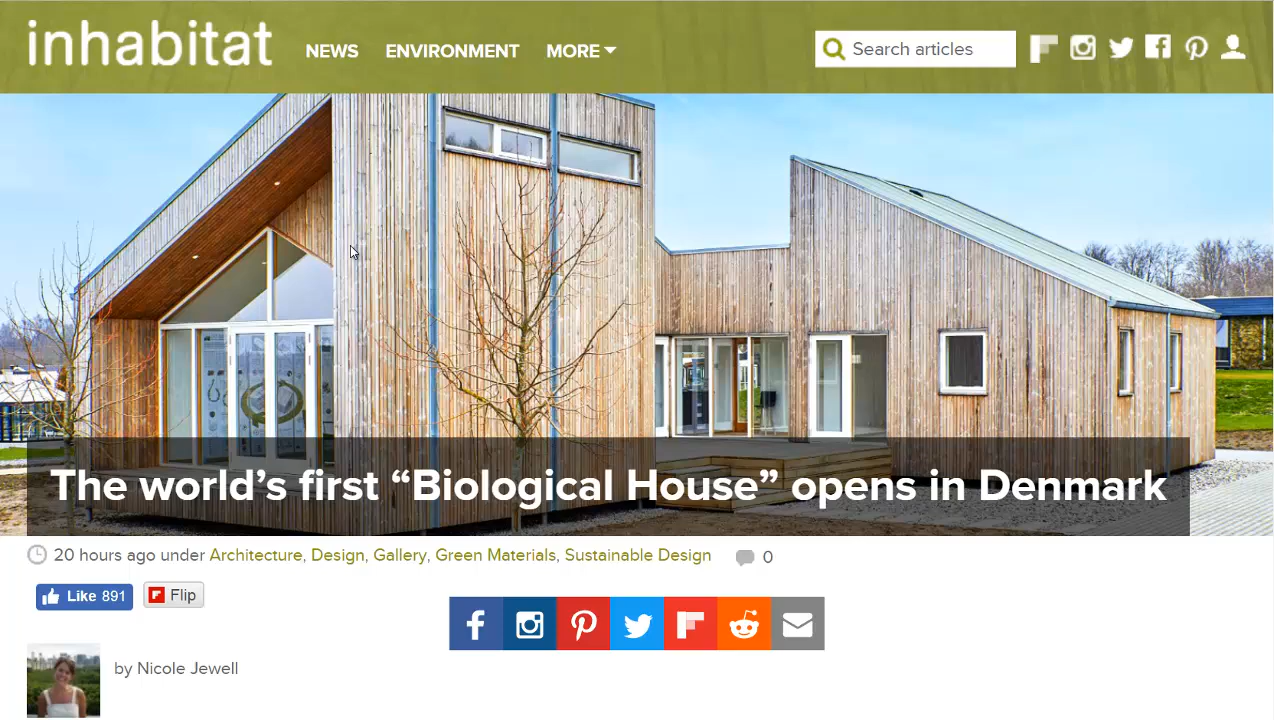 inhabitat
NEWS ENVIRONMENT MORE
Search articles
The world’s first “Biological House” opens in Denmark
20 hours ago under Architecture, Design, Gallery, Green Materials, Sustainable Design 0
Like 891 Flip
by Nicole Jewell